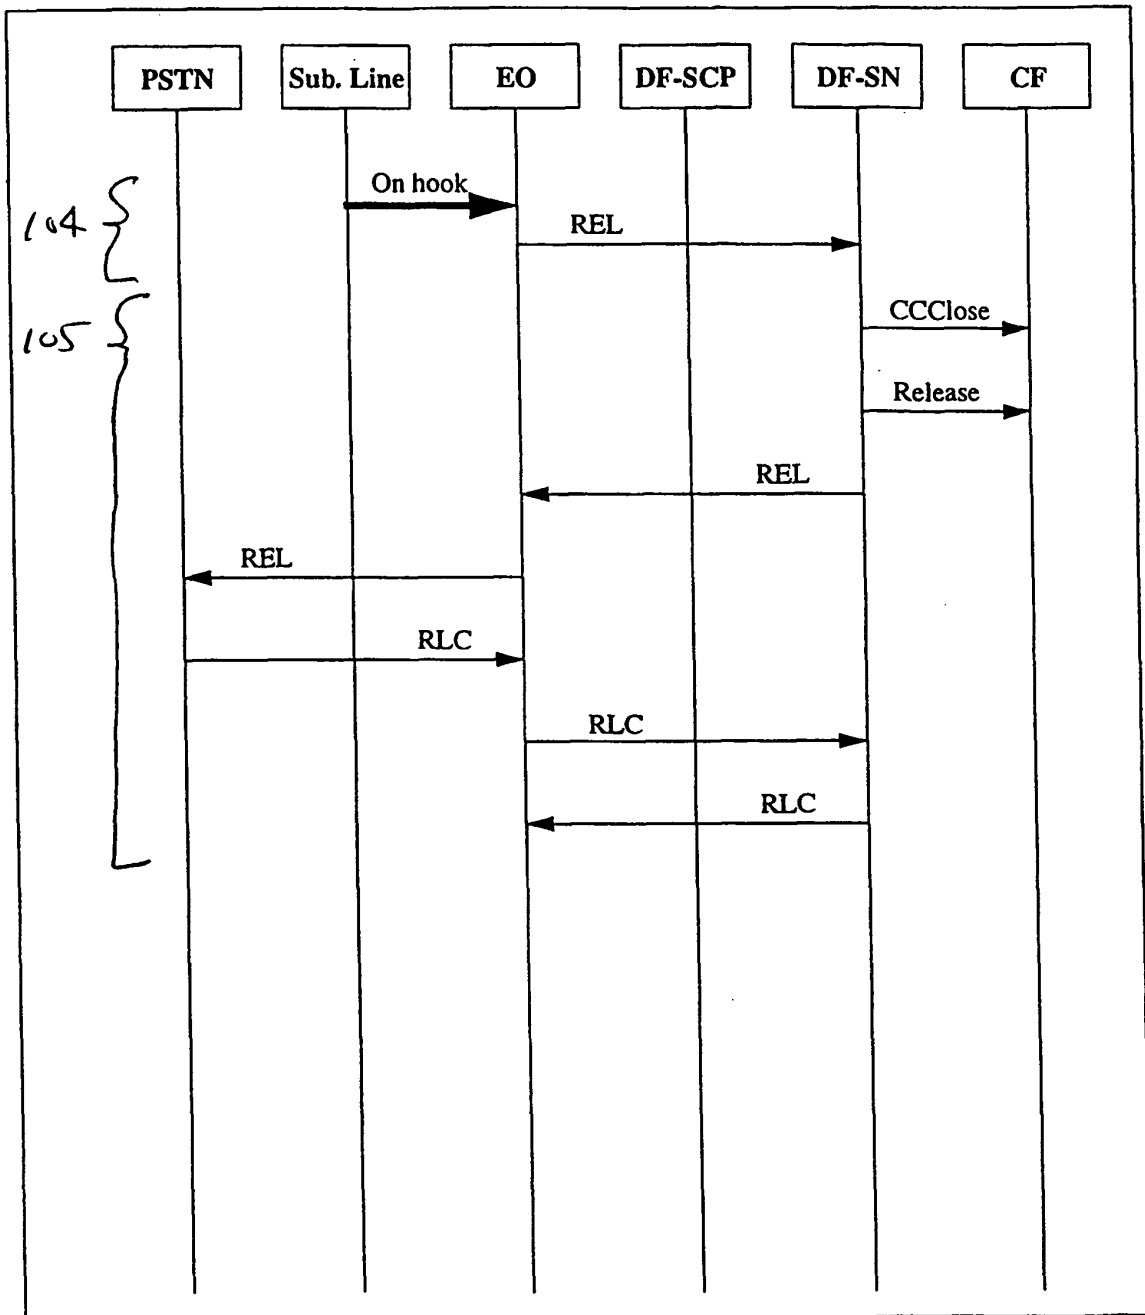 PSTN
Sub. Line
EO
DF-SCP
DF-SN
CF
On hook
104
REL
105
CCClose
Release
REL
REL
RLC
RLC
RLC